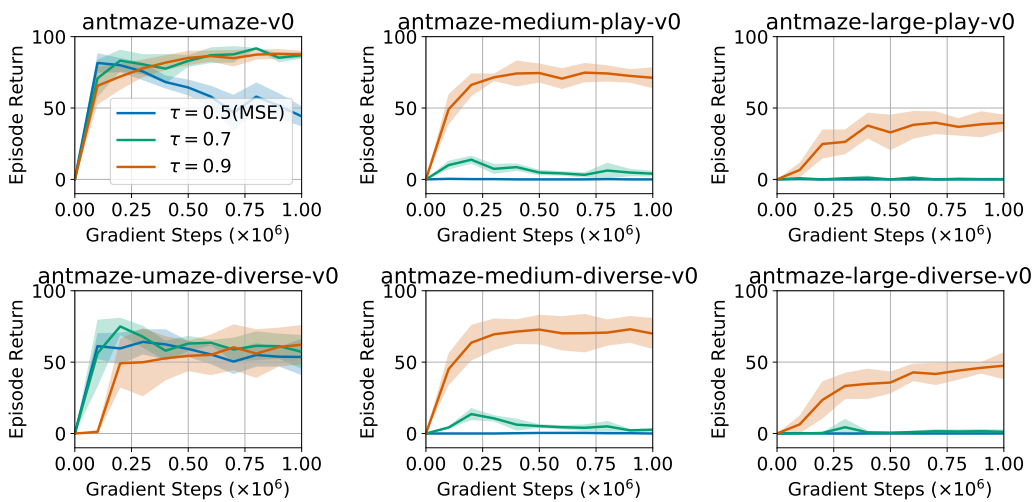 antmaze-umaze-v0
100
50
0
Episode Return
τ = 0.5(MSE)
τ = 0.7
τ = 0.9
0.00 0.25 0.50 0.75 1.00
Gradient Steps (×10⁶)
antmaze-medium-play-v0
100
50
0
Episode Return
0.00 0.25 0.50 0.75 1.00
Gradient Steps (×10⁶)
antmaze-large-play-v0
100
50
0
Episode Return
0.00 0.25 0.50 0.75 1.00
Gradient Steps (×10⁶)
antmaze-umaze-diverse-v0
100
50
0
Episode Return
0.00 0.25 0.50 0.75 1.00
Gradient Steps (×10⁶)
antmaze-medium-diverse-v0
100
50
0
Episode Return
0.00 0.25 0.50 0.75 1.00
Gradient Steps (×10⁶)
antmaze-large-diverse-v0
100
50
0
Episode Return
0.00 0.25 0.50 0.75 1.00
Gradient Steps (×10⁶)